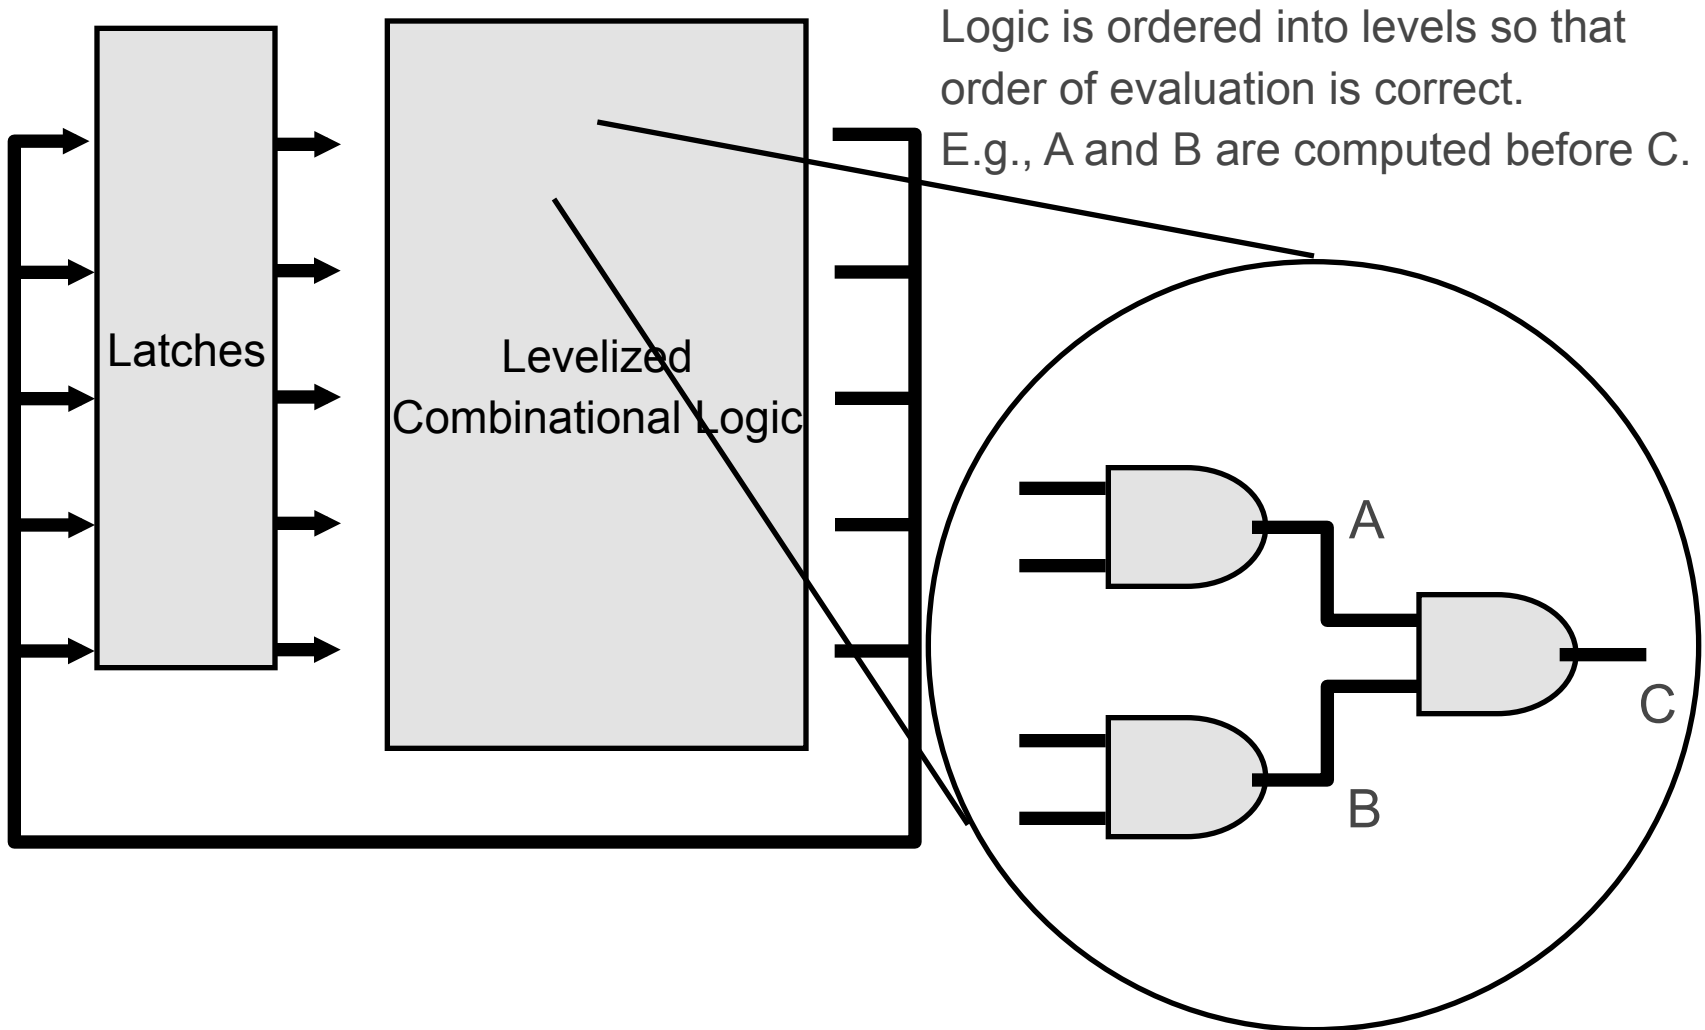 Logic is ordered into levels so that
order of evaluation is correct.
E.g., A and B are computed before C.
Latches
Levelized
Combinational Logic
A
C
B